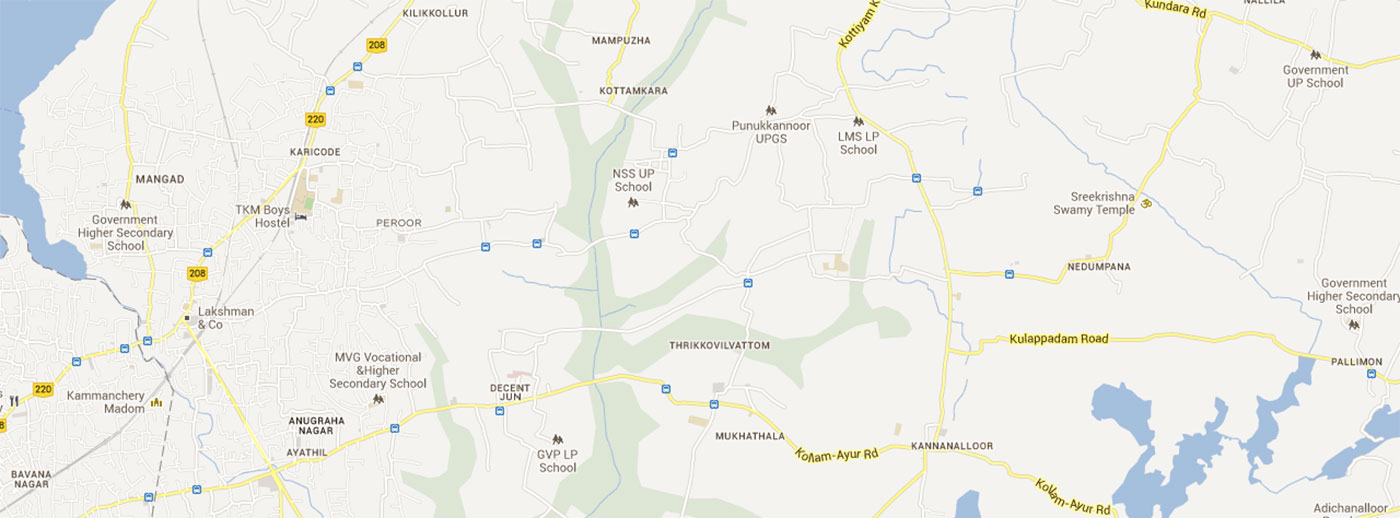 KILIKKOLLUR
208
MAMPUZHA
Kottiyam K
Kundara Rd
NALLILA
Government
UP School
KOTTAMKARA
220
KARICODE
Punukkannoor
UPGS
LMS LP
School
MANGAD
NSS UP
School
TKM Boys
Hostel
Government
Higher Secondary
School
PEROOR
Sreekrishna
Swamy Temple
NEDUMPANA
208
Government
Higher Secondary
School
Lakshman
& Co
Kulappadam Road
THRIKKOVILVATTOM
PALLIMON
MVG Vocational
&Higher
Secondary School
DECENT
JUN
220
Kammanchery
Madom
8
ANUGRAHA
NAGAR
AYATHIL
MUKHATHALA
KANNANALLOOR
GVP LP
School
Kollam-Ayur Rd
BAVANA
NAGAR
Kollam-Ayur Rd
Adichanalloor